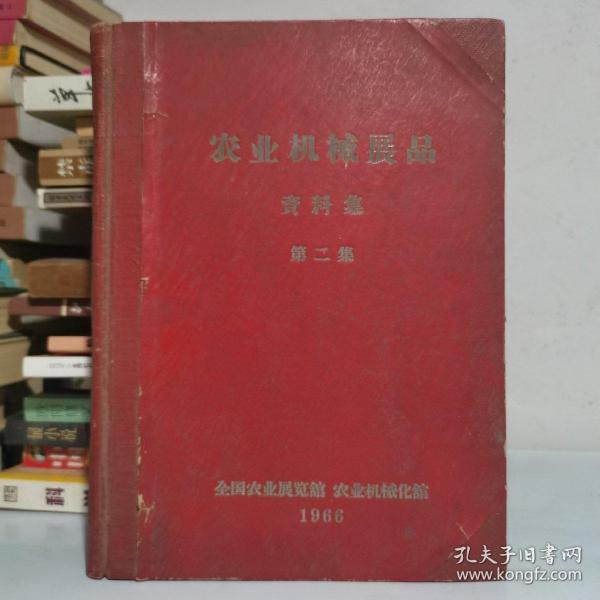 农业机械展品
資料集
第二集
全国农业展览館 农业机械化館
1966
孔夫子旧书网
www.kongfz.com